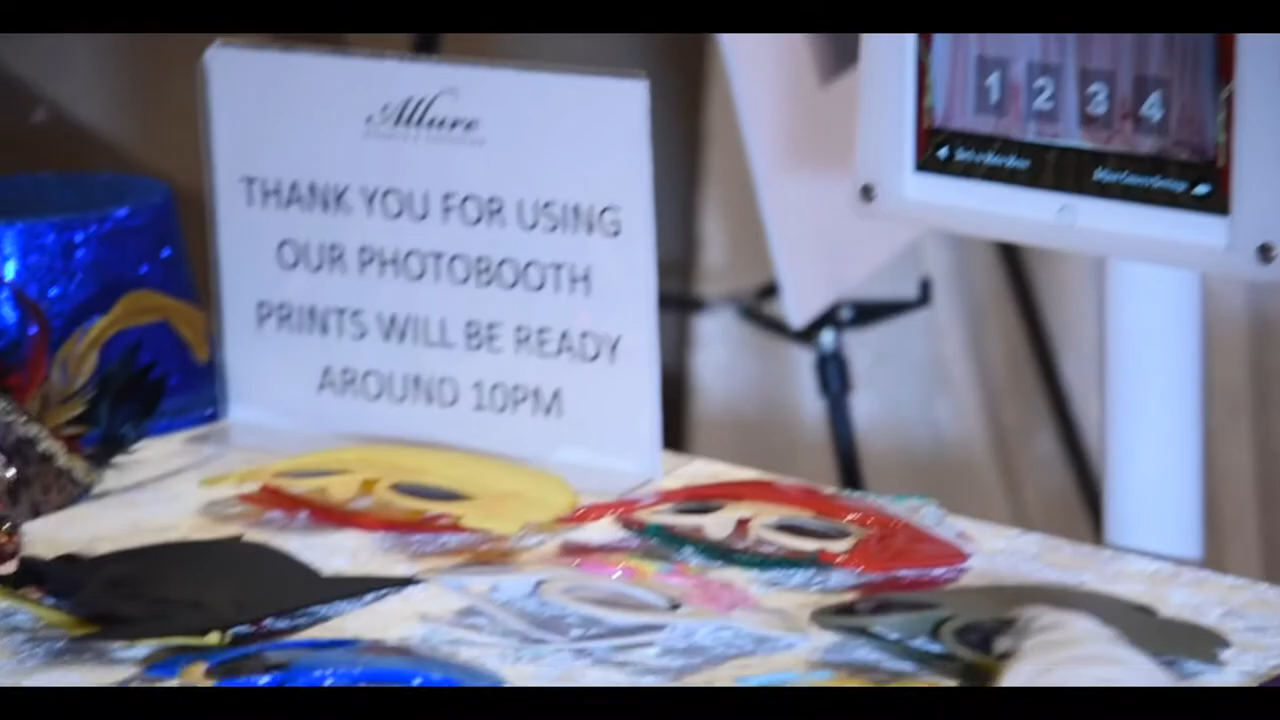 Allure
THANK YOU FOR USING
OUR PHOTOBOOTH
PRINTS WILL BE READY
AROUND 10PM
1 2 3 4